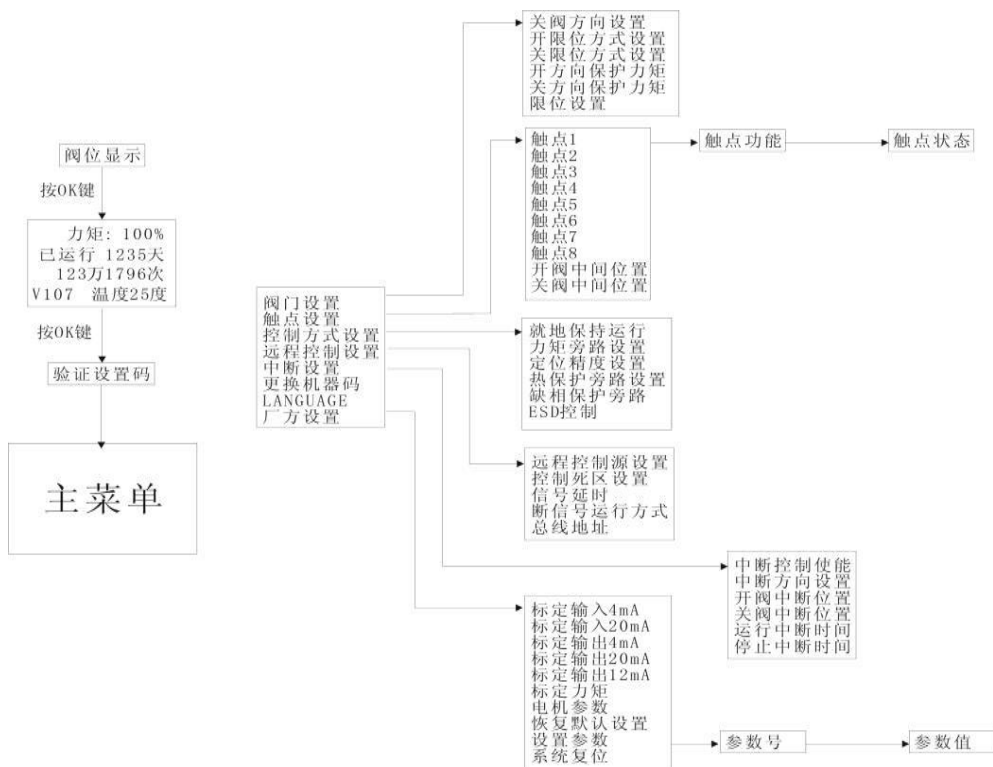 阀位显示
按OK键
力矩: 100%
已运行 1235天
123万1796次
V107 温度25度
按OK键
验证设置码
主菜单
阀门设置
触点设置
控制方式设置
远程控制设置
中断设置
更换机器码
LANGUAGE
厂方设置
关阀方向设置
开限位方式设置
关限位方式设置
开方向保护力矩
关方向保护力矩
限位设置
触点1
触点2
触点3
触点4
触点5
触点6
触点7
触点8
开阀中间位置
关阀中间位置
触点功能
触点状态
就地保持运行
力矩旁路设置
定位精度设置
热保护旁路设置
缺相保护旁路
ESD控制
远程控制源设置
控制死区设置
信号延时
断信号运行方式
总线地址
中断控制使能
中断方向设置
开阀中断位置
关阀中断位置
运行中断时间
停止中断时间
标定输入4mA
标定输入20mA
标定输出4mA
标定输出20mA
标定输出12mA
标定力矩
电机参数
恢复默认设置
设置参数
系统复位
参数号
参数值